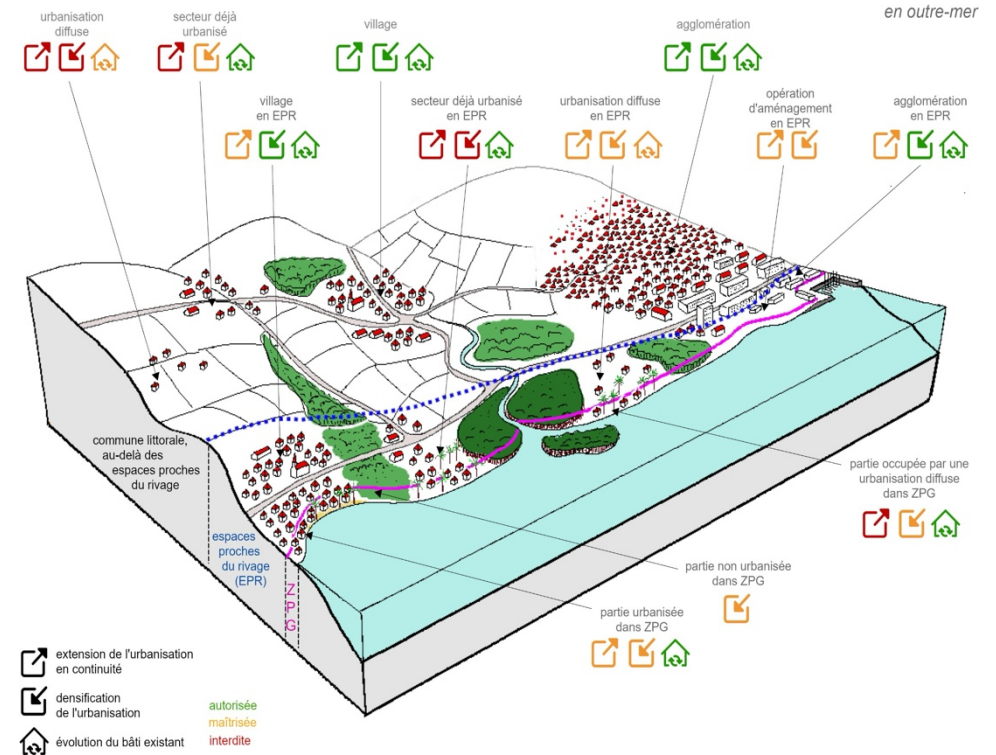 en outre-mer
urbanisation
diffuse
secteur déjà
urbanisé
village
agglomération
village
en EPR
secteur déjà urbanisé
en EPR
urbanisation diffuse
en EPR
opération
d'aménagement
en EPR
agglomération
en EPR
commune littorale,
au-delà des
espaces proches
du rivage
espaces
proches
du rivage
(EPR)
Z
P
G
partie occupée par une
urbanisation diffuse
dans ZPG
partie non urbanisée
dans ZPG
partie urbanisée
dans ZPG
extension de l'urbanisation
en continuité
densification
de l'urbanisation
évolution du bâti existant
autorisée
maîtrisée
interdite